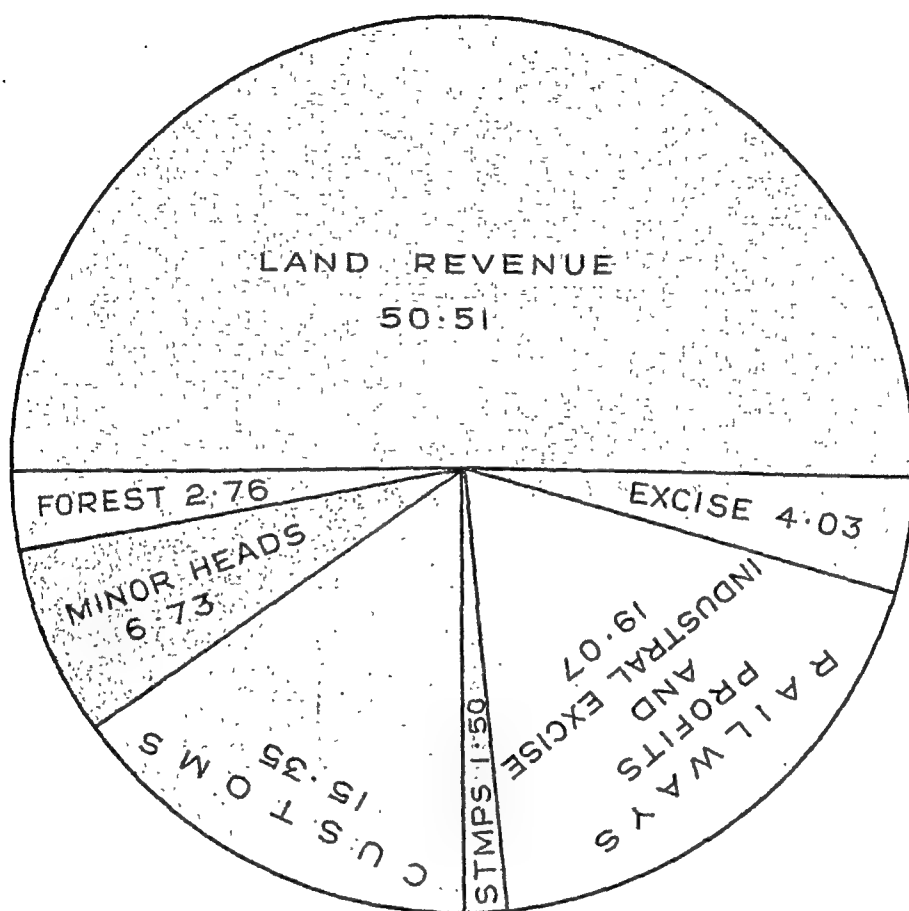 LAND REVENUE
50·51
FOREST 2·76
EXCISE 4·03
MINOR HEADS
6·73
CUSTOMS
15·35
STMPS 1·50
RAILWAYS
PROFITS
AND
INDUSTRAL EXCISE
19·07